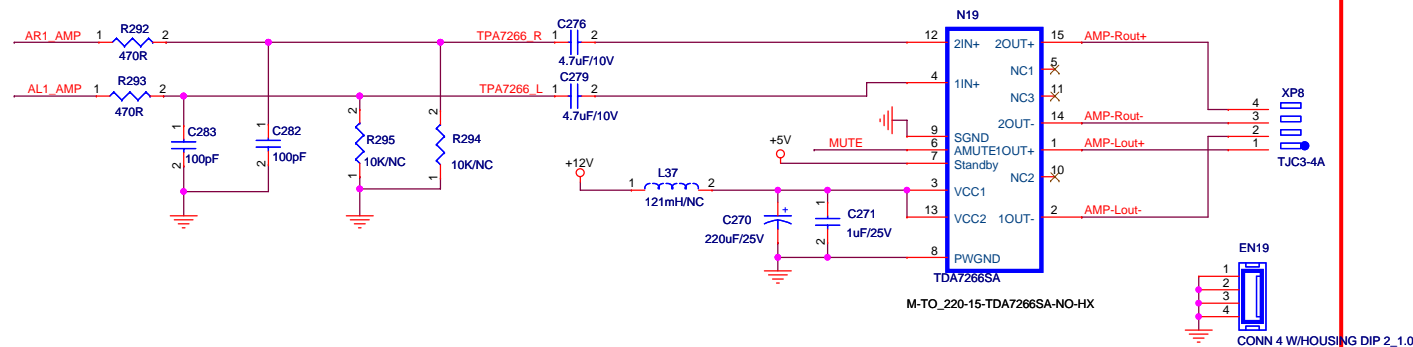 AR1_AMP
1
R292
2
470R
AL1_AMP
1
R293
2
470R
TPA7266_R
1
C276
2
4.7uF/10V
TPA7266_L
1
C279
2
4.7uF/10V
1
C283
100pF
2
1
C282
100pF
2
2
R295
10K/NC
1
2
R294
10K/NC
1
+12V
1
L37
2
121mH/NC
+5V
MUTE
C270
+
220uF/25V
1
C271
1uF/25V
2
N19
12
2IN+
4
1IN+
9
SGND
6
AMUTE
7
Standby
3
VCC1
13
VCC2
8
PWGND
2OUT+
15
AMP-Rout+
NC1
5
NC3
11
2OUT-
14
AMP-Rout-
1OUT+
1
AMP-Lout+
NC2
10
1OUT-
2
AMP-Lout-
TDA7266SA
M-TO_220-15-TDA7266SA-NO-HX
XP8
4
3
2
1
TJC3-4A
EN19
1
2
3
4
CONN 4 W/HOUSING DIP 2_1.0